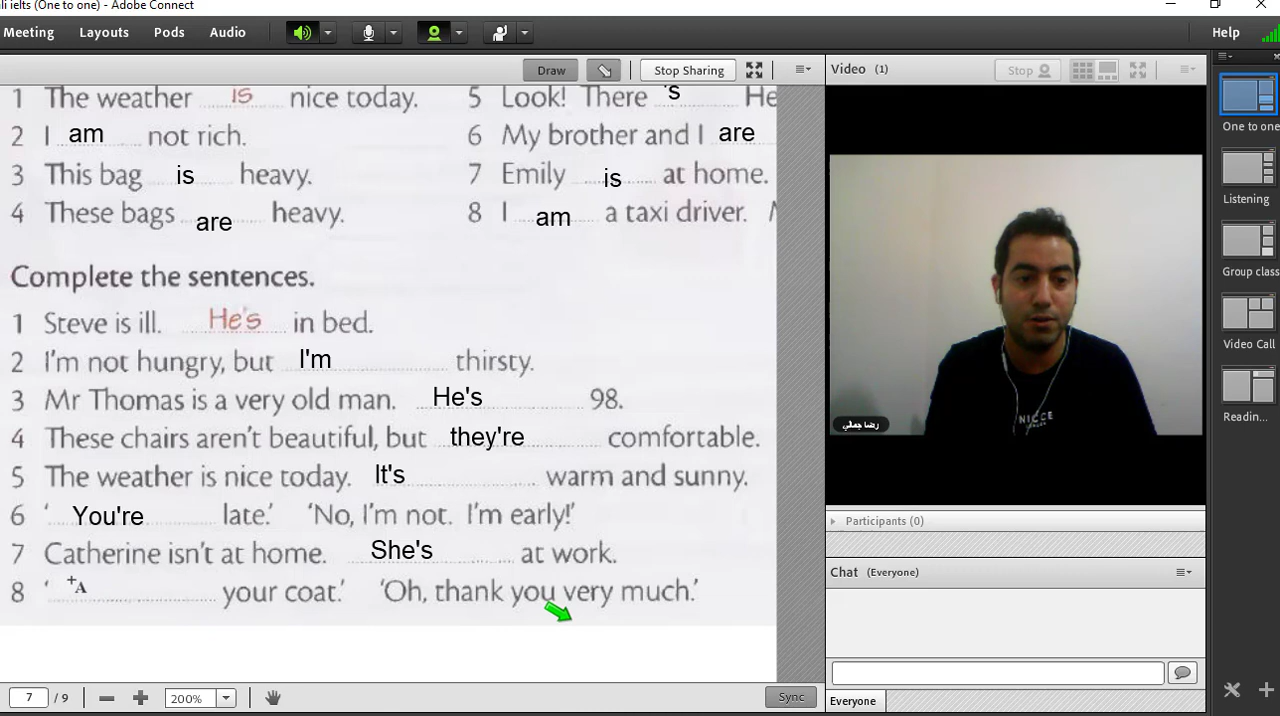 li ielts (One to one) - Adobe Connect
Meeting Layouts Pods Audio Help
Draw Stop Sharing
1 The weather is nice today.
2 I am not rich.
3 This bag is heavy.
4 These bags are heavy.
5 Look! There 's He
6 My brother and I are
7 Emily is at home.
8 I am a taxi driver.
Complete the sentences.
1 Steve is ill. He's in bed.
2 I'm not hungry, but I'm thirsty.
3 Mr Thomas is a very old man. He's 98.
4 These chairs aren't beautiful, but they're comfortable.
5 The weather is nice today. It's warm and sunny.
6 ‘ You're late.’ ‘No, I'm not. I'm early!’
7 Catherine isn't at home. She's at work.
8 ‘ your coat.’ ‘Oh, thank you very much.’
7 / 9 200% Sync
Video (1) Stop
NICCE
رضا جمالي
Participants (0)
Chat (Everyone)
Everyone
One to one
Listening
Group class
Video Call
Readin...